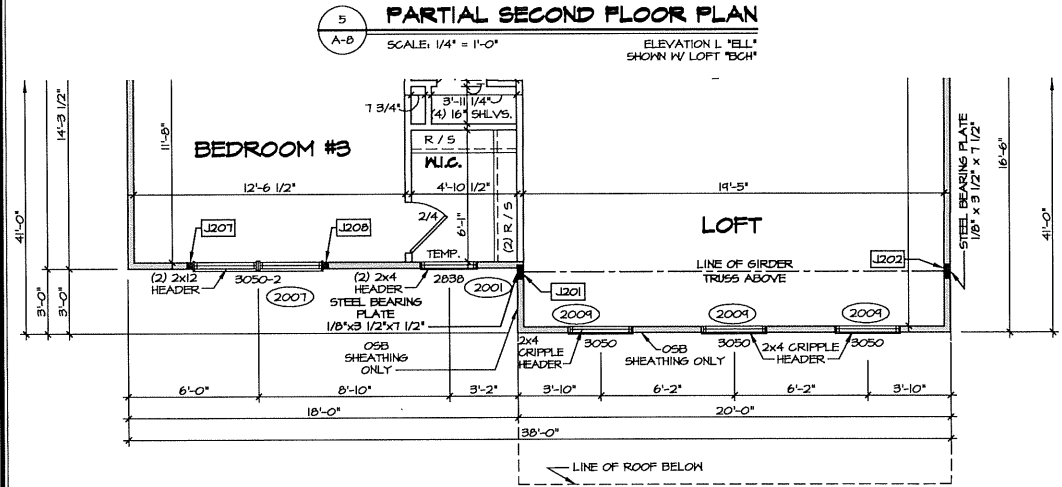 5
A-8
PARTIAL SECOND FLOOR PLAN
SCALE: 1/4" = 1'-0"
ELEVATION L "ELL"
SHOWN W/ LOFT "BCH"
41'-0"
14'-3 1/2"
11'-8"
BEDROOM #3
7 3/4"
3'-11 1/4"
(4) 16" SHLVS.
R / S
W.I.C.
12'-6 1/2"
4'-10 1/2"
19'-5"
2/4
6'-1"
(2) R / S
TEMP.
LOFT
STEEL BEARING PLATE
1/8" x 3 1/2" x 7 1/2"
16'-6"
41'-0"
J207
J208
J202
LINE OF GIRDER
TRUSS ABOVE
3'-0"
3'-0"
(2) 2x12
HEADER
3050-2
2007
(2) 2x4
HEADER
2838
2001
STEEL BEARING
PLATE
1/8"x3 1/2"x7 1/2"
J201
2009
2009
2009
OSB
SHEATHING
ONLY
2x4
CRIPPLE
HEADER
3050
OSB
SHEATHING ONLY
3050
2x4 CRIPPLE
HEADER
3050
6'-0"
8'-10"
3'-2"
3'-10"
6'-2"
6'-2"
3'-10"
18'-0"
20'-0"
38'-0"
LINE OF ROOF BELOW